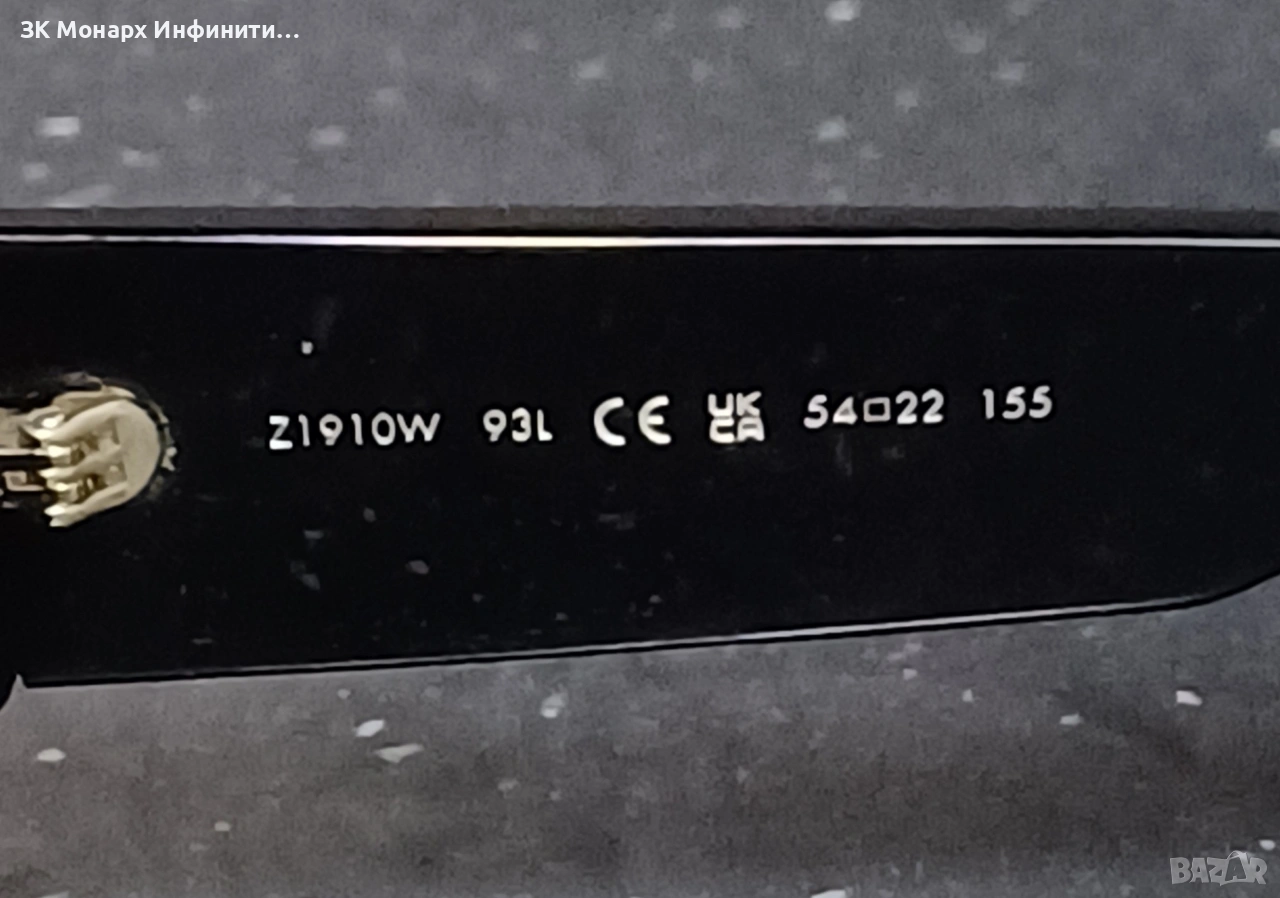 ЗК Монарх Инфинити...
Z1910W 93L CE UK CA 54□22 155
BAZAR